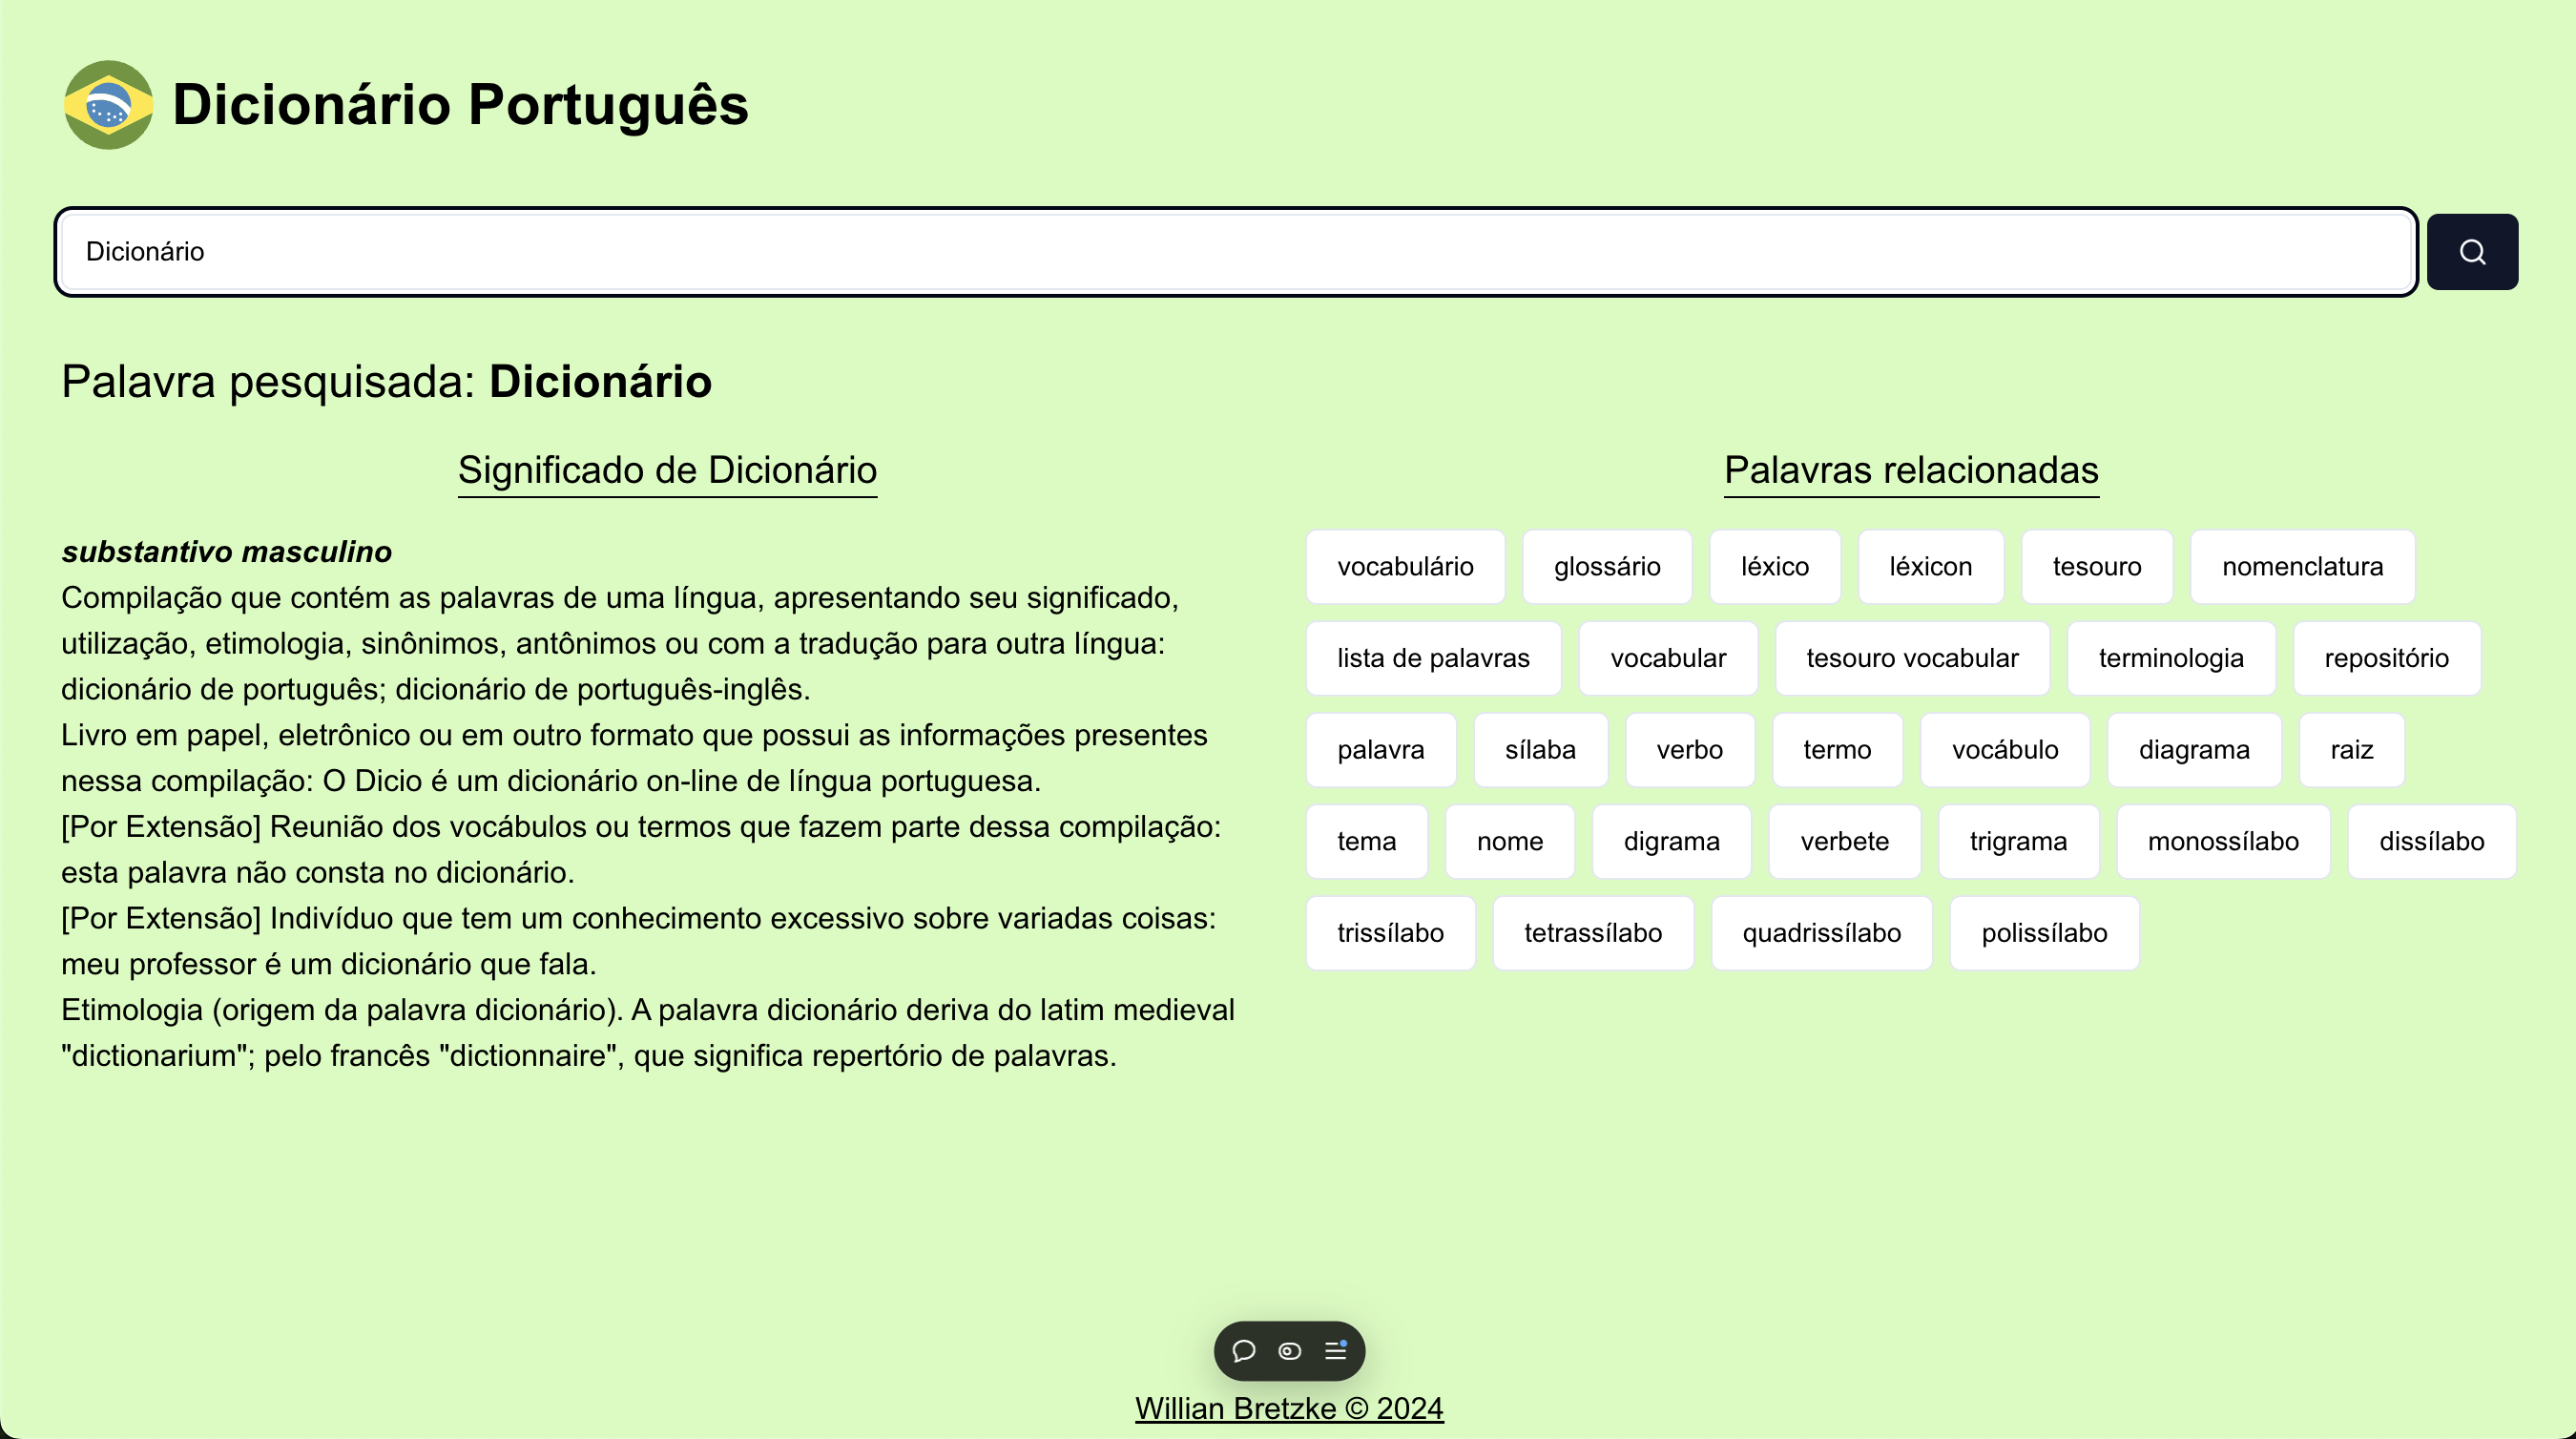 Dicionário Português
Dicionário
Palavra pesquisada: Dicionário
Significado de Dicionário
substantivo masculino
Compilação que contém as palavras de uma língua, apresentando seu significado,
utilização, etimologia, sinônimos, antônimos ou com a tradução para outra língua:
dicionário de português; dicionário de português-inglês.
Livro em papel, eletrônico ou em outro formato que possui as informações presentes
nessa compilação: O Dicio é um dicionário on-line de língua portuguesa.
[Por Extensão] Reunião dos vocábulos ou termos que fazem parte dessa compilação:
esta palavra não consta no dicionário.
[Por Extensão] Indivíduo que tem um conhecimento excessivo sobre variadas coisas:
meu professor é um dicionário que fala.
Etimologia (origem da palavra dicionário). A palavra dicionário deriva do latim medieval
"dictionarium"; pelo francês "dictionnaire", que significa repertório de palavras.
Palavras relacionadas
vocabulário glossário léxico léxicon tesouro nomenclatura
lista de palavras vocabular tesouro vocabular terminologia repositório
palavra sílaba verbo termo vocábulo diagrama raiz
tema nome digrama verbete trigrama monossílabo dissílabo
trissílabo tetrassílabo quadrissílabo polissílabo
Willian Bretzke © 2024